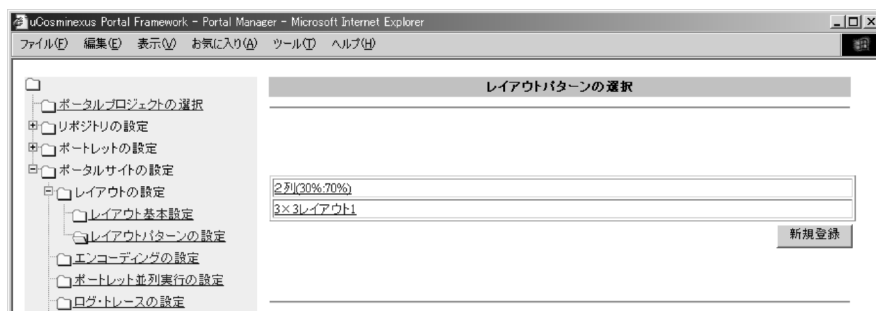 uCosminexus Portal Framework - Portal Manager - Microsoft Internet Explorer
ファイル(F) 編集(E) 表示(V) お気に入り(A) ツール(T) ヘルプ(H)
ポータルプロジェクトの選択
リポジトリの設定
ポートレットの設定
ポータルサイトの設定
レイアウトの設定
レイアウト基本設定
レイアウトパターンの設定
エンコーディングの設定
ポートレット並列実行の設定
ログ・トレースの設定
レイアウトパターンの選択
2列(30%:70%)
3×3レイアウト1
新規登録